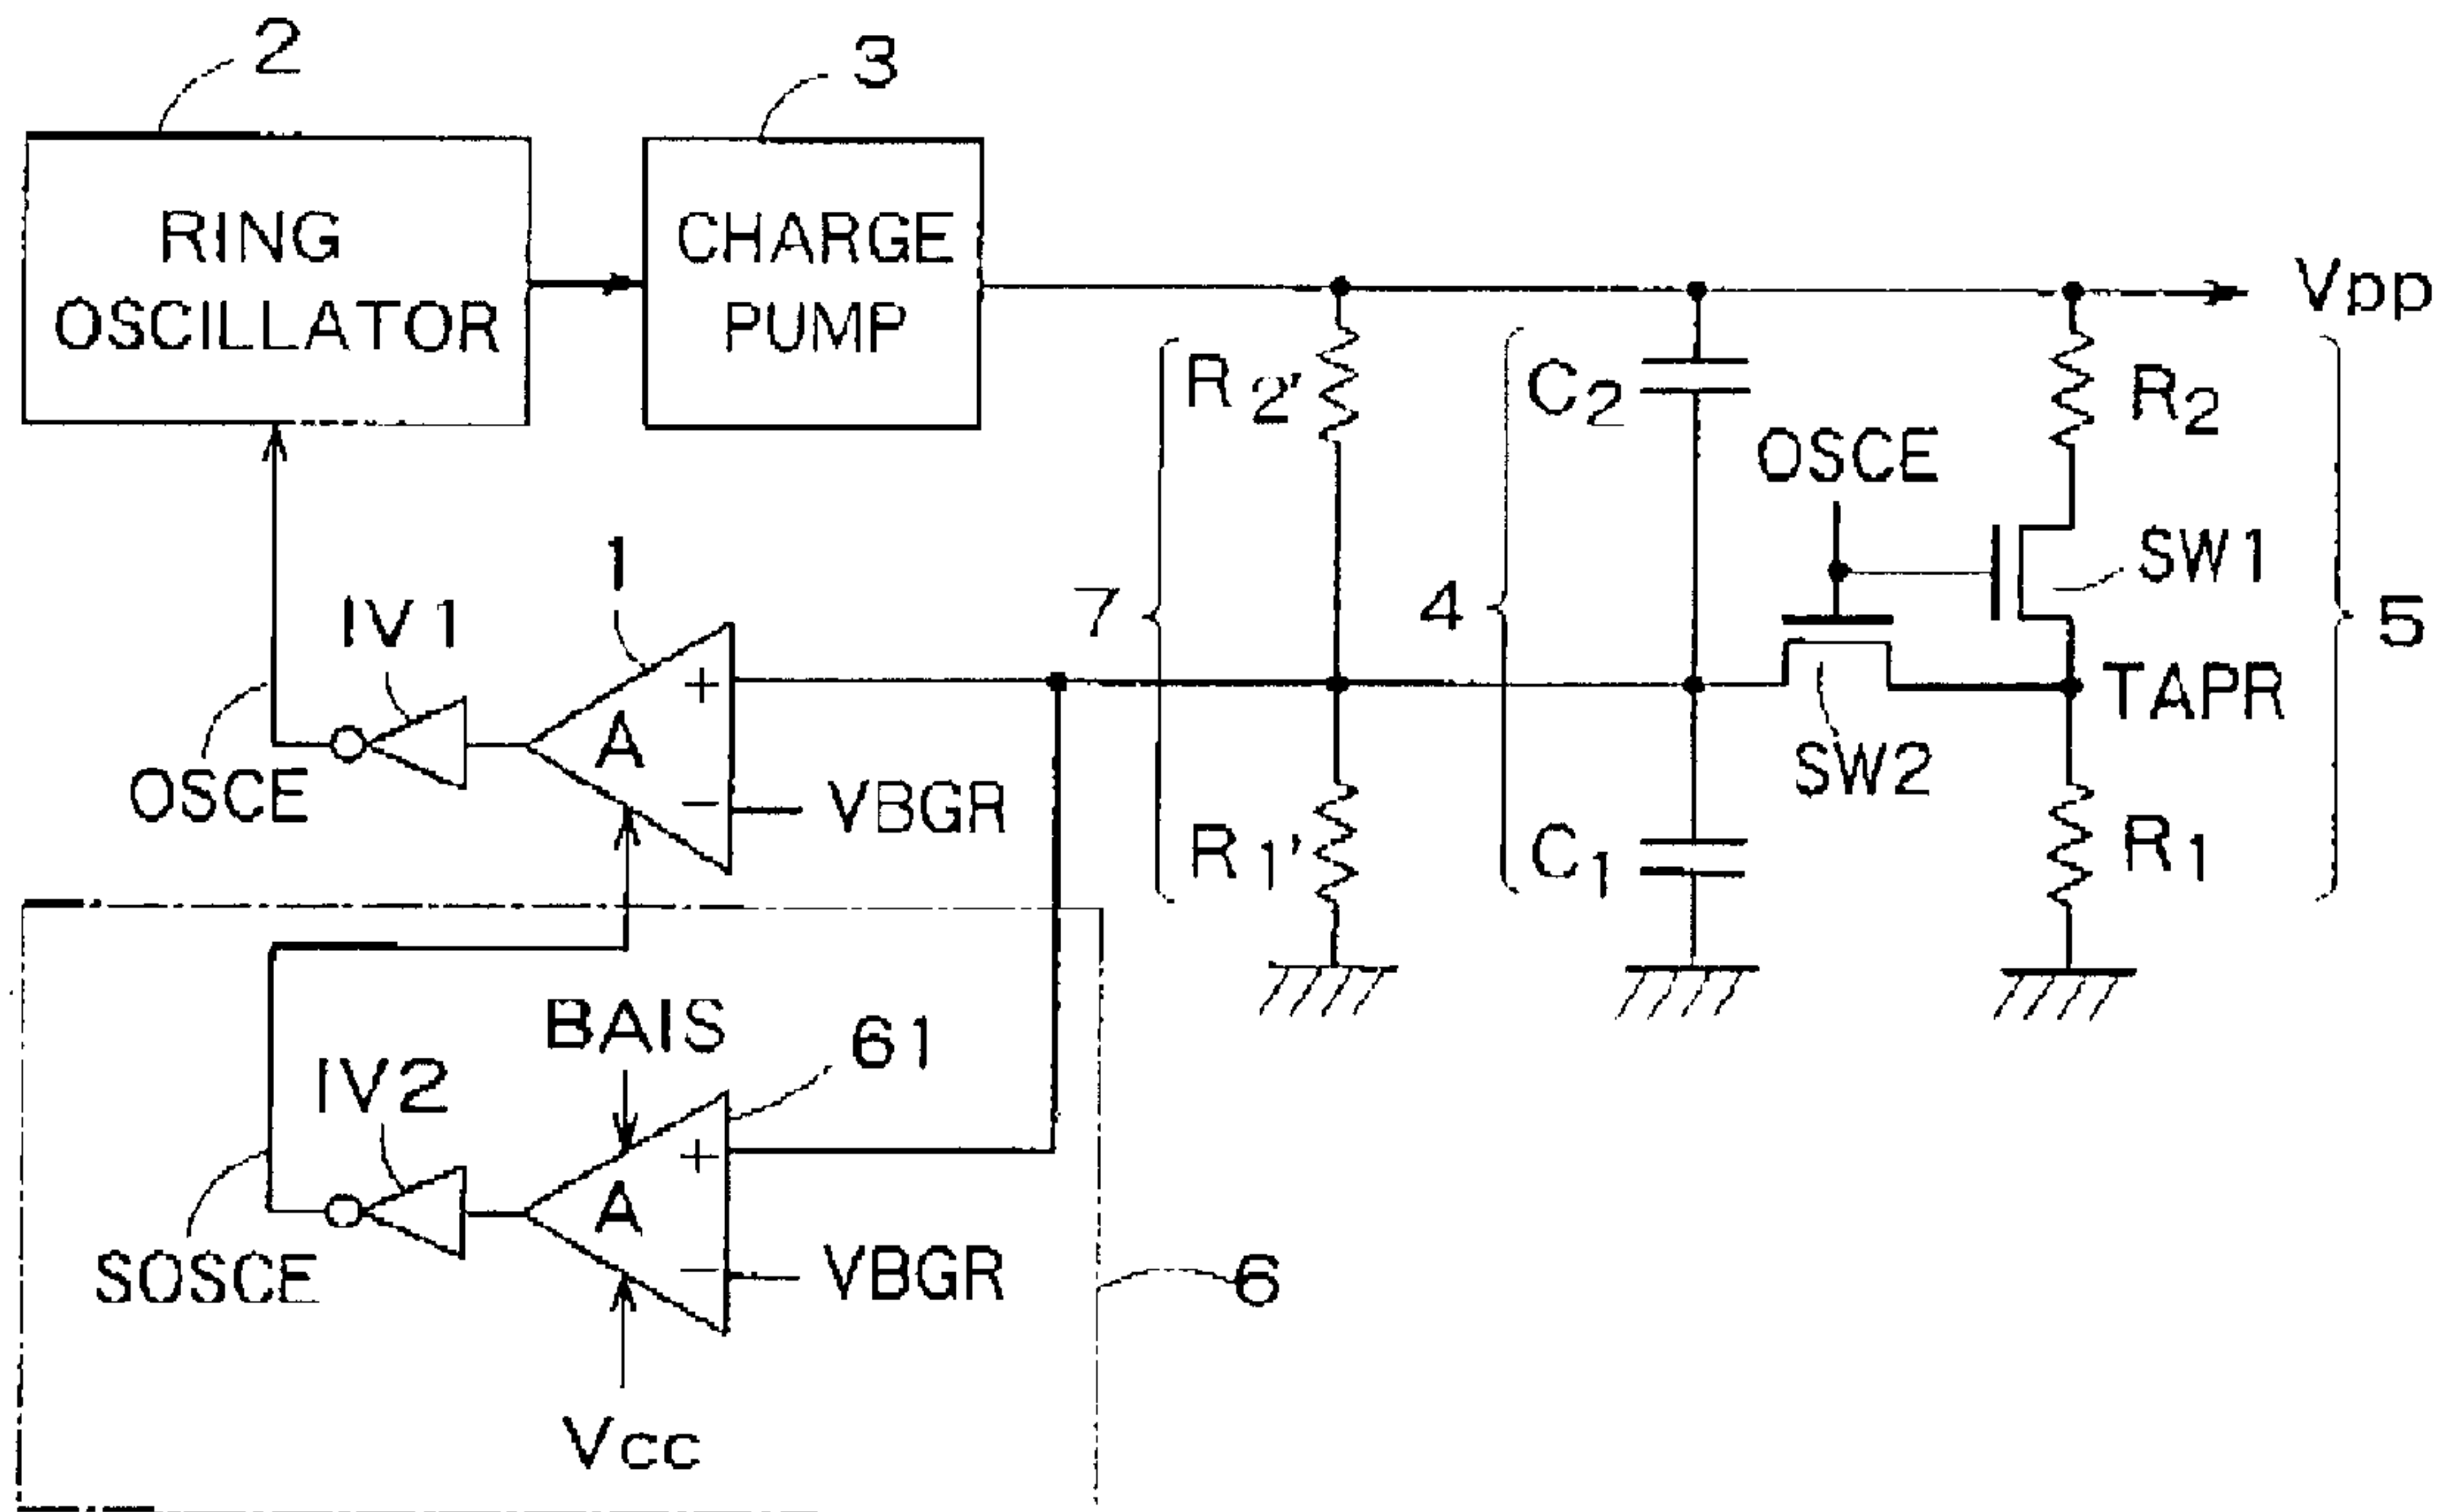 2
3
RING
OSCILLATOR
CHARGE
PUMP
Vpp
R2'
C2
R2
OSCE
SW1
1
IV1
7
4
5
+
A
TAPR
OSCE
SW2
− VBGR
R1'
C1
R1
BAIS
61
IV2
+
A
SOSCE
− VBGR
6
Vcc